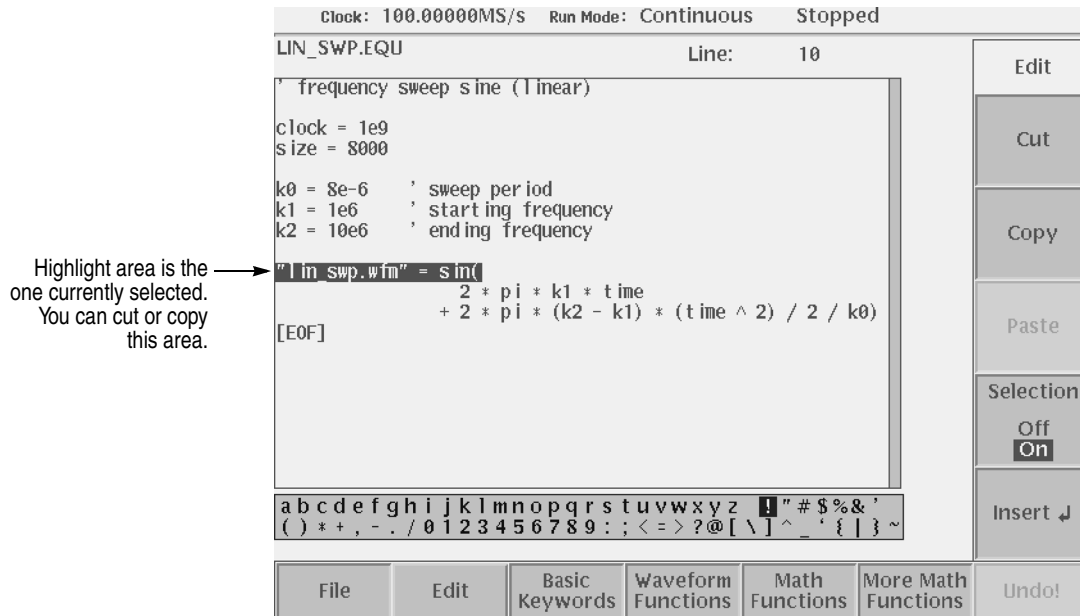 Clock: 100.00000MS/s Run Mode: Continuous Stopped
LIN_SWP.EQU Line: 10
' frequency sweep sine (linear)
clock = 1e9
size = 8000
k0 = 8e-6 ' sweep period
k1 = 1e6 ' starting frequency
k2 = 10e6 ' ending frequency
"lin_swp.wfm" = sin(
2 * pi * k1 * time
+ 2 * pi * (k2 - k1) * (time ^ 2) / 2 / k0)
[EOF]
Highlight area is the
one currently selected.
You can cut or copy
this area.
a b c d e f g h i j k l m n o p q r s t u v w x y z ! " # $ % & '
( ) * + , - . / 0 1 2 3 4 5 6 7 8 9 : ; < = > ? @ [ \ ] ^ _ ‘ { | } ~
Edit
Cut
Copy
Paste
Selection
Off
On
Insert ↲
File
Edit
Basic
Keywords
Waveform
Functions
Math
Functions
More Math
Functions
Undo!